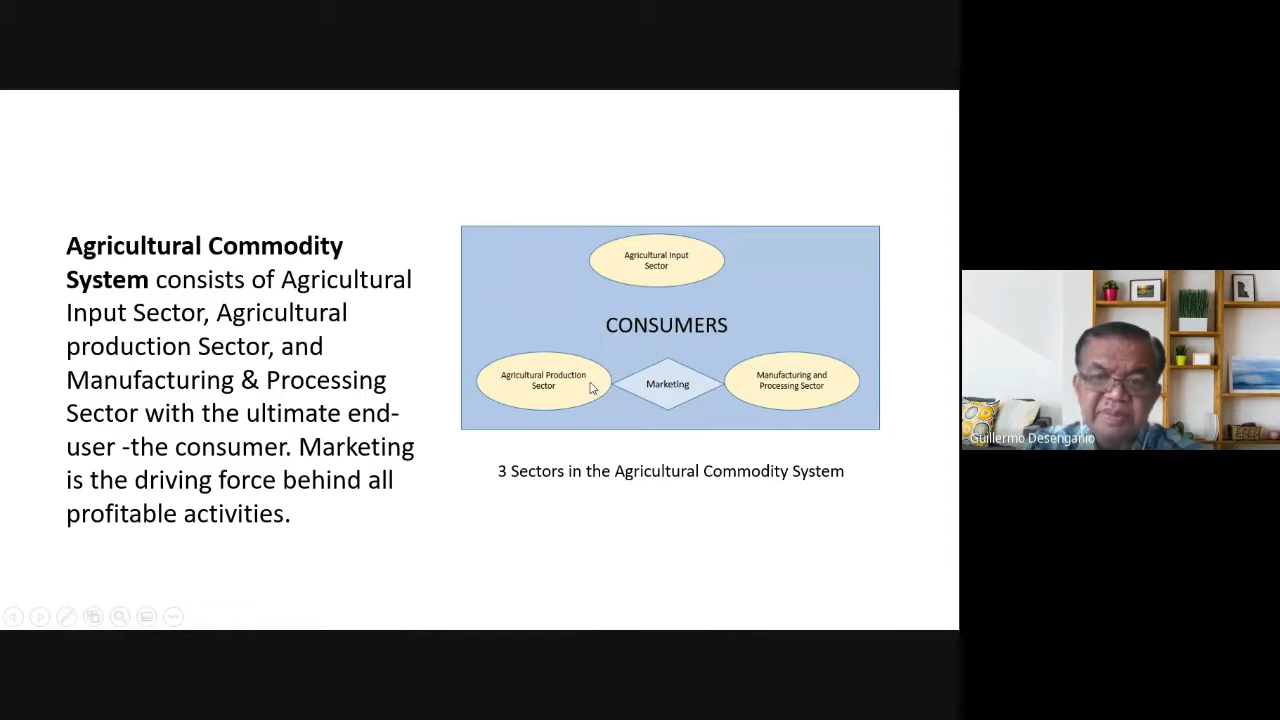 Agricultural Commodity
System consists of Agricultural
Input Sector, Agricultural
production Sector, and
Manufacturing & Processing
Sector with the ultimate end-
user -the consumer. Marketing
is the driving force behind all
profitable activities.
Agricultural Input
Sector
CONSUMERS
Agricultural Production
Sector
Marketing
Manufacturing and
Processing Sector
3 Sectors in the Agricultural Commodity System
Guillermo Desenganio